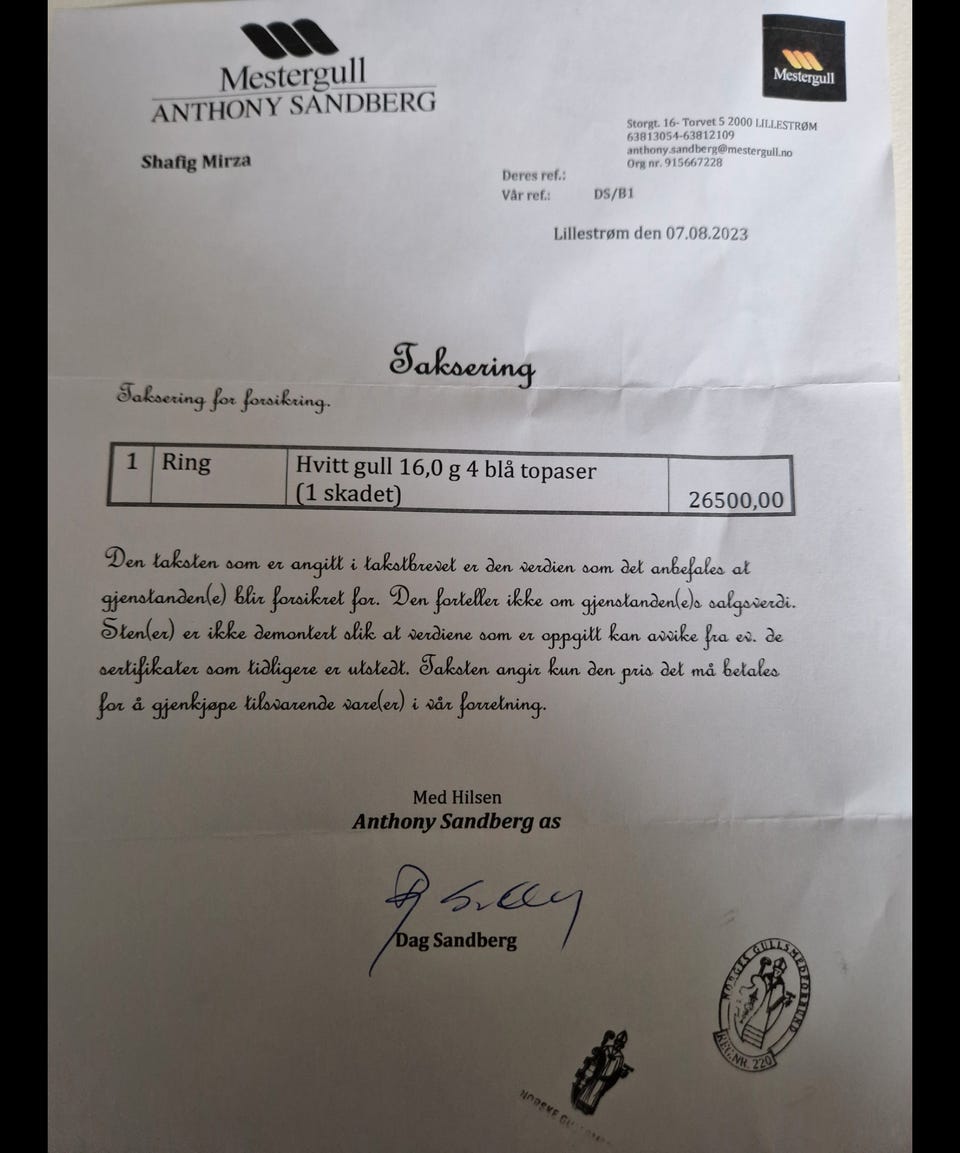 Mestergull
ANTHONY SANDBERG
Mestergull
Storgt. 16- Torvet 5 2000 LILLESTRØM
63813054-63812109
anthony.sandberg@mestergull.no
Org nr. 915667228
Shafig Mirza
Deres ref.:
Vår ref.: DS/B1
Lillestrøm den 07.08.2023
Taksering
Taksering for forsikring.
1 Ring Hvitt gull 16,0 g 4 blå topaser
(1 skadet) 26500,00
Den taksten som er angitt i takstbrevet er den verdien som det anbefales at
gjenstanden(e) blir forsikret for. Den forteller ikke om gjenstanden(e)s salgsverdi.
Sten(er) er ikke demontert slik at verdiene som er oppgitt kan avvike fra ev. de
sertifikater som tidligere er utstedt. Taksten angir kun den pris det må betales
for å gjenkjøpe tilsvarende vare(er) i vår forretning.
Med Hilsen
Anthony Sandberg as
Dag Sandberg
NORGES GULLSMEDFORBUND
REG.NR. 220
NORSKE